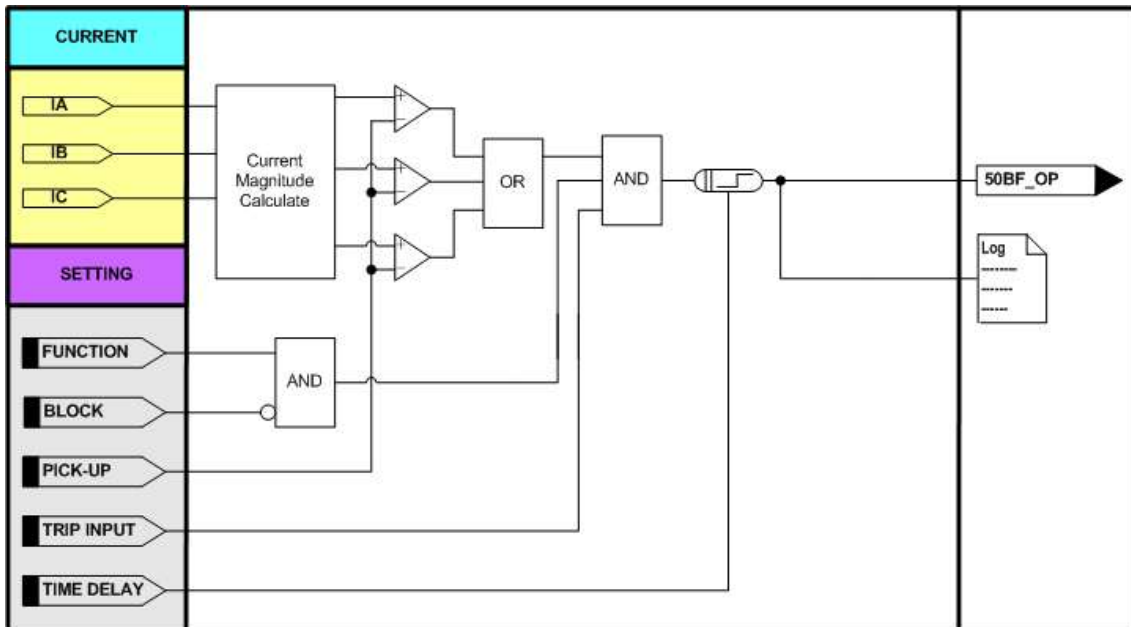 CURRENT
IA
IB
IC
SETTING
FUNCTION
BLOCK
PICK-UP
TRIP INPUT
TIME DELAY
Current
Magnitude
Calculate
+
−
+
−
+
−
OR
AND
AND
50BF_OP
Log